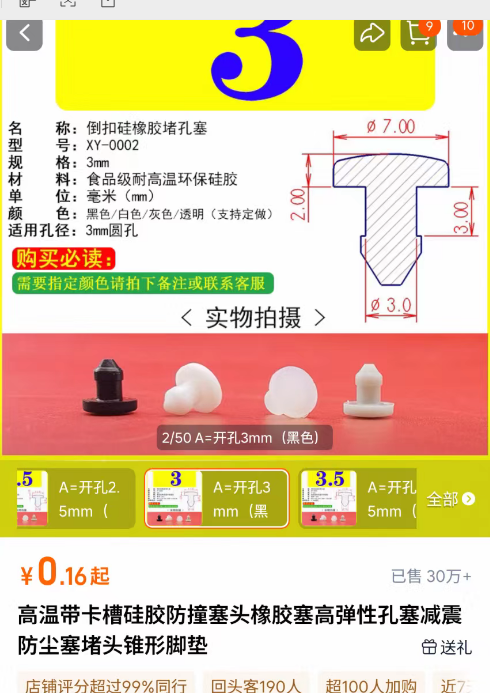 9
10
3
名 称：倒扣硅橡胶堵孔塞
型 号：XY-0002
规 格：3mm
材 料：食品级耐高温环保硅胶
单 位：毫米（mm）
颜 色：黑色/白色/灰色/透明（支持定做）
适用孔径：3mm圆孔
购买必读：
需要指定颜色请拍下备注或联系客服
ø 7.00
2.00
3.00
ø 3.0
< 实物拍摄 >
2/50 A=开孔3mm（黑色）
.5
A=开孔2.
5mm（
3
A=开孔3
mm（黑
3.5
A=开孔
5mm（
全部
¥0.16起
已售 30万+
高温带卡槽硅胶防撞塞头橡胶塞高弹性孔塞减震
防尘塞堵头锥形脚垫
送礼
店铺评分超过99%同行
回头客190人
超100人加购
近7